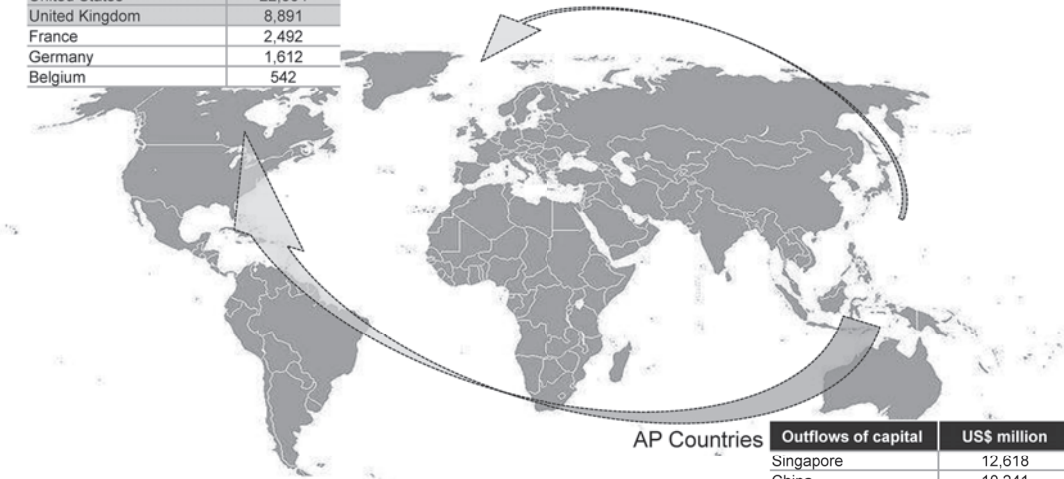 United Kingdom 8,891
France 2,492
Germany 1,612
Belgium 542
AP Countries
Outflows of capital US$ million
Singapore 12,618